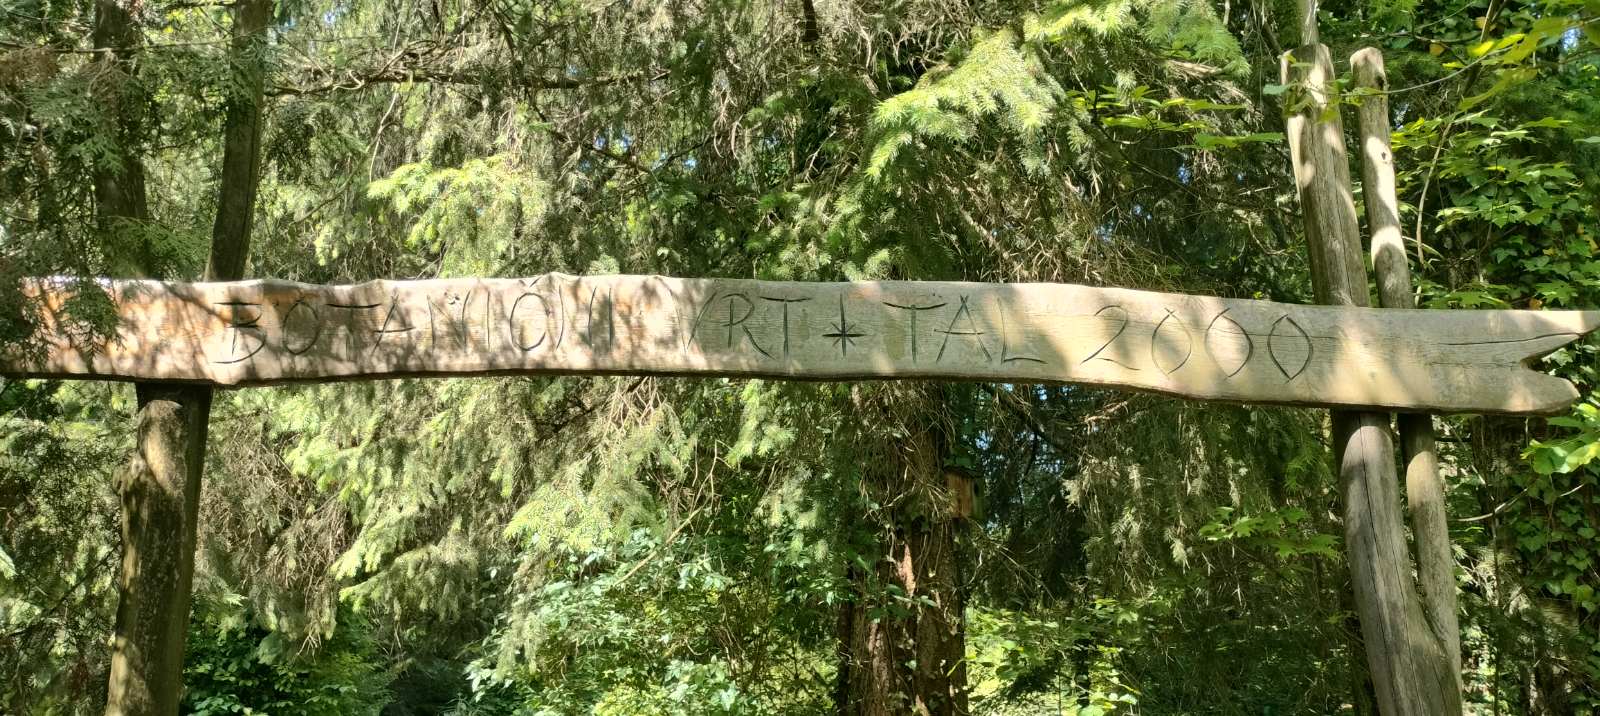 BOTANIČNI VRT * TAL 2000